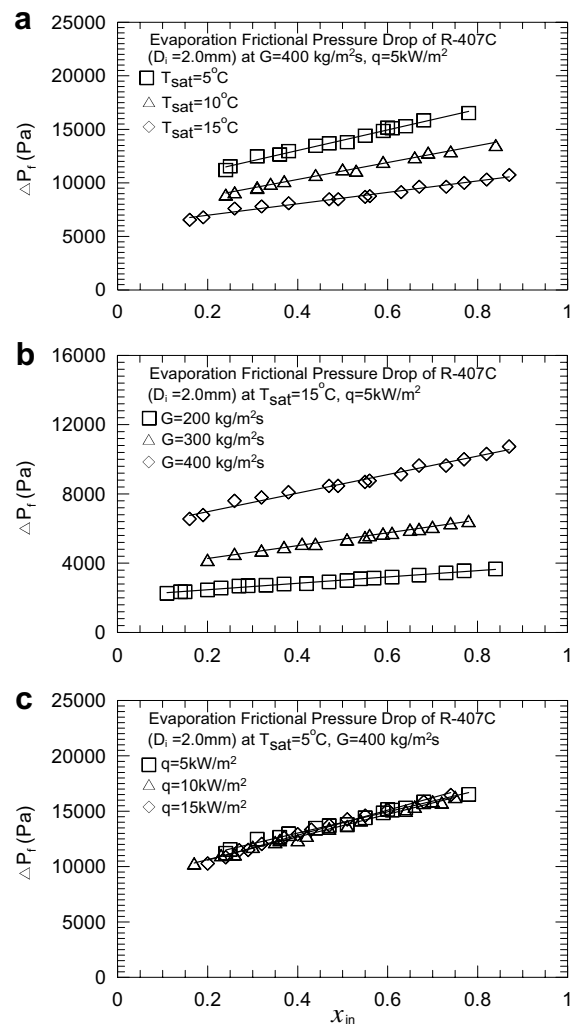 a
25000
20000
15000
10000
5000
0
ΔP_f (Pa)
Evaporation Frictional Pressure Drop of R-407C
(D_i =2.0mm) at G=400 kg/m²s, q=5kW/m²
T_sat=5°C
T_sat=10°C
T_sat=15°C
0 0.2 0.4 0.6 0.8 1
b
16000
12000
8000
4000
0
ΔP_f (Pa)
Evaporation Frictional Pressure Drop of R-407C
(D_i =2.0mm) at T_sat=15°C, q=5kW/m²
G=200 kg/m²s
G=300 kg/m²s
G=400 kg/m²s
0 0.2 0.4 0.6 0.8 1
c
25000
20000
15000
10000
5000
0
ΔP_f (Pa)
Evaporation Frictional Pressure Drop of R-407C
(D_i =2.0mm) at T_sat=5°C, G=400 kg/m²s
q=5kW/m²
q=10kW/m²
q=15kW/m²
0 0.2 0.4 0.6 0.8 1
x_in